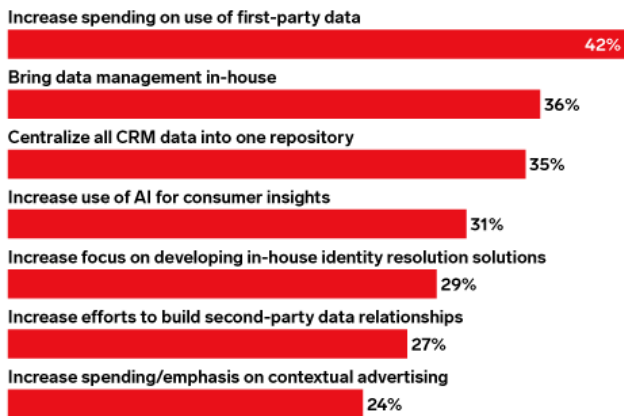 Increase spending on use of first-party data
42%
Bring data management in-house
36%
Centralize all CRM data into one repository
35%
Increase use of AI for consumer insights
31%
Increase focus on developing in-house identity resolution solutions
29%
Increase efforts to build second-party data relationships
27%
Increase spending/emphasis on contextual advertising
24%